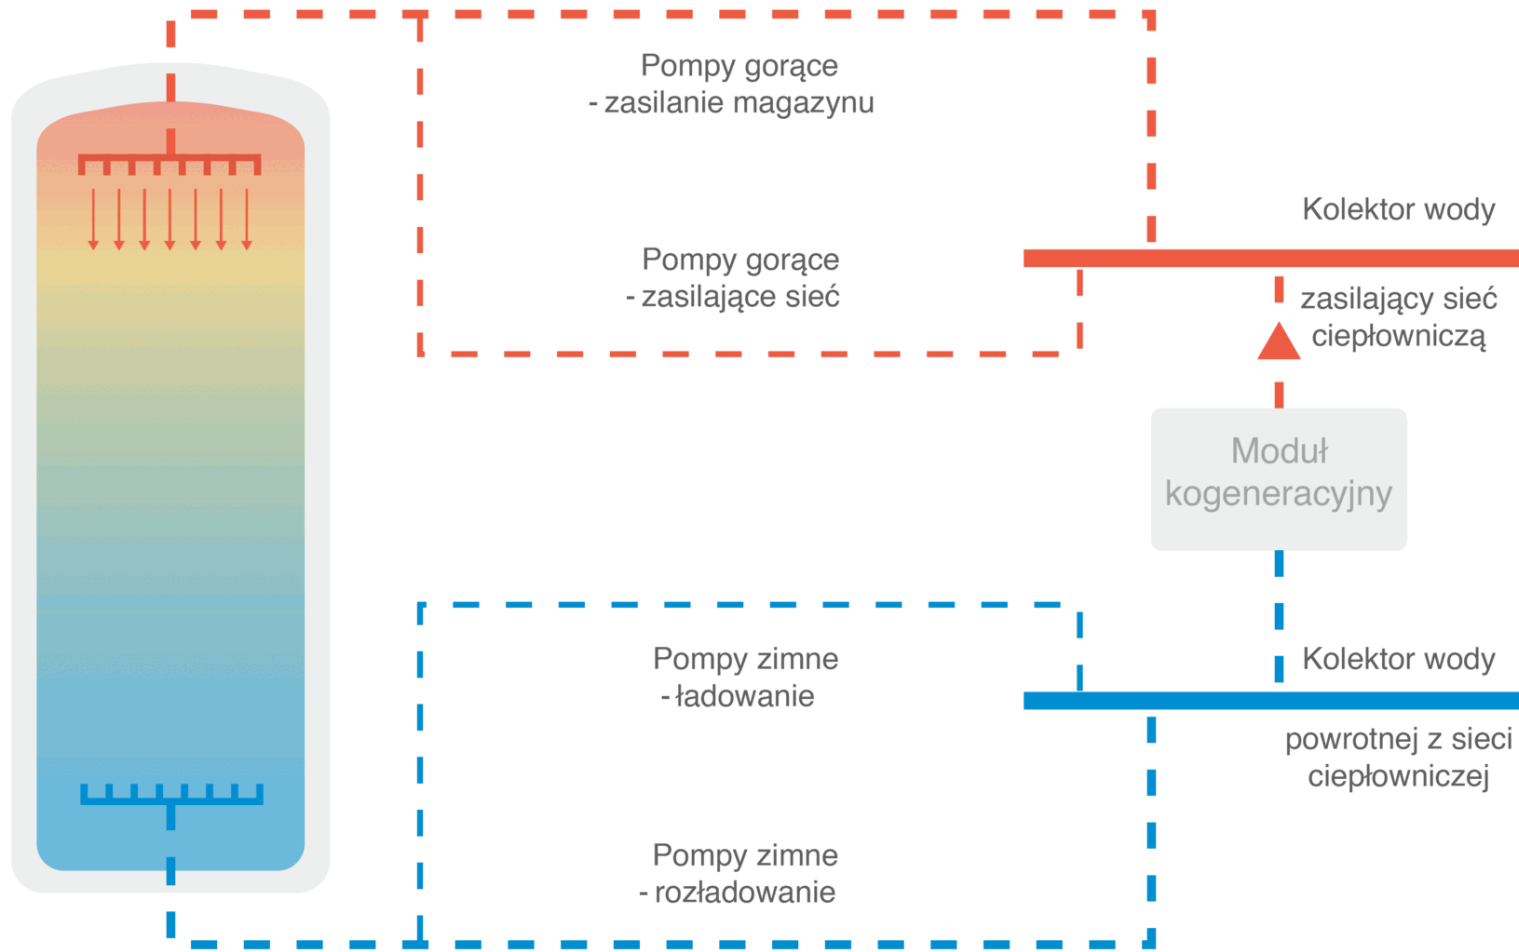 Pompy gorące
- zasilanie magazynu
Kolektor wody
Pompy gorące
- zasilające sieć
zasilający sieć
ciepłowniczą
Moduł
kogeneracyjny
Pompy zimne
- ładowanie
Kolektor wody
powrotnej z sieci
ciepłowniczej
Pompy zimne
- rozładowanie